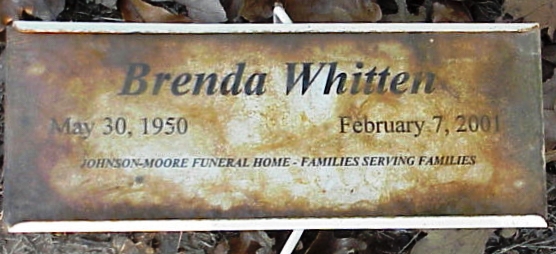 Brenda Whitten
May 30, 1950 February 7, 2001
JOHNSON-MOORE FUNERAL HOME - FAMILIES SERVING FAMILIES